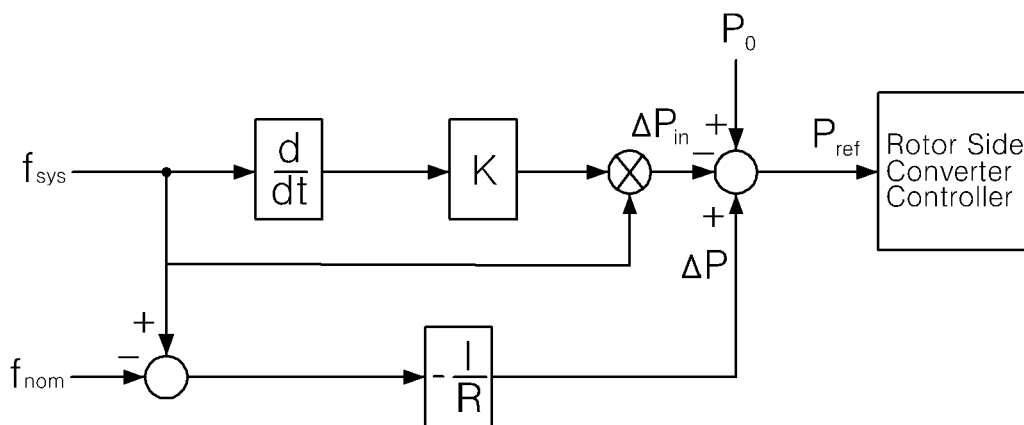 P0
+
ΔPin
−
Pref
fsys
d
dt
K
Rotor Side
Converter
Controller
+
ΔP
+
−
fnom
- 1
R